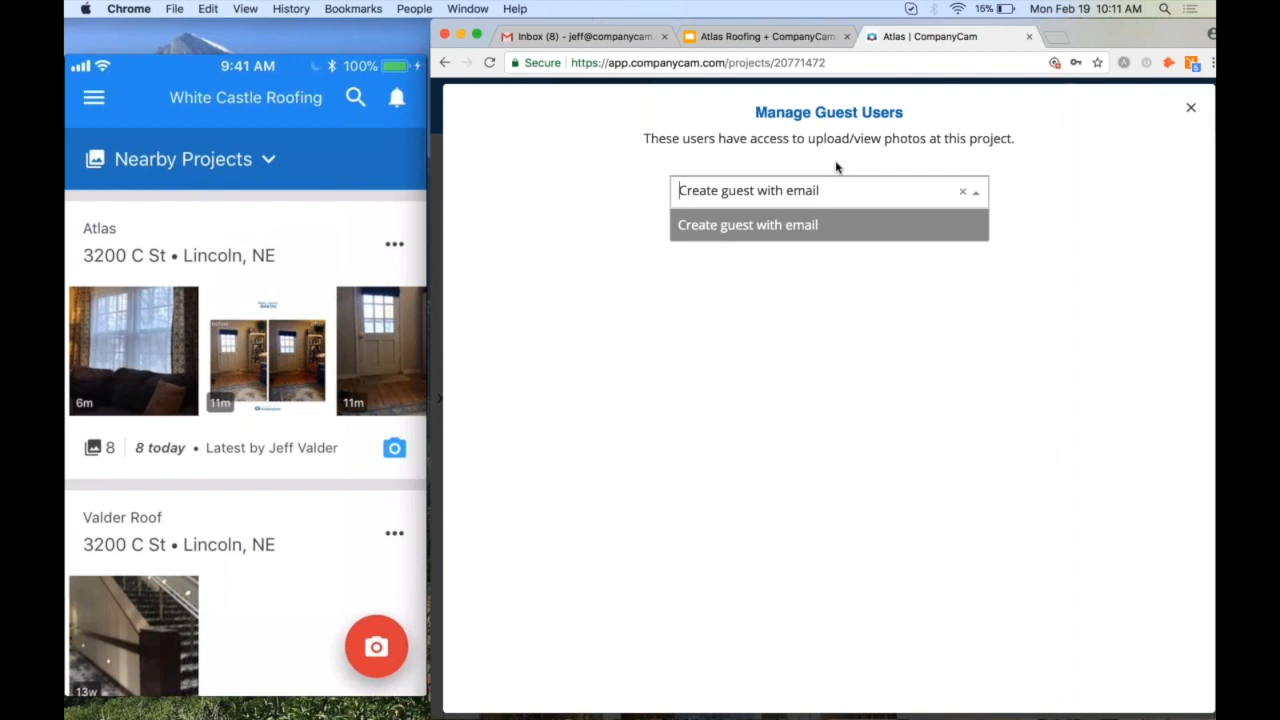 Chrome File Edit View History Bookmarks People Window Help 15% Mon Feb 19 10:11 AM
Inbox (8) - jeff@companycam. × Atlas Roofing + CompanyCam × Atlas | CompanyCam ×
Secure https://app.companycam.com/projects/20771472
9:41 AM 100%
White Castle Roofing
Nearby Projects
Atlas
3200 C St • Lincoln, NE
before
6m 11m 11m
8 8 today • Latest by Jeff Valder
Valder Roof
3200 C St • Lincoln, NE
13w
Manage Guest Users
These users have access to upload/view photos at this project.
Create guest with email
Create guest with email